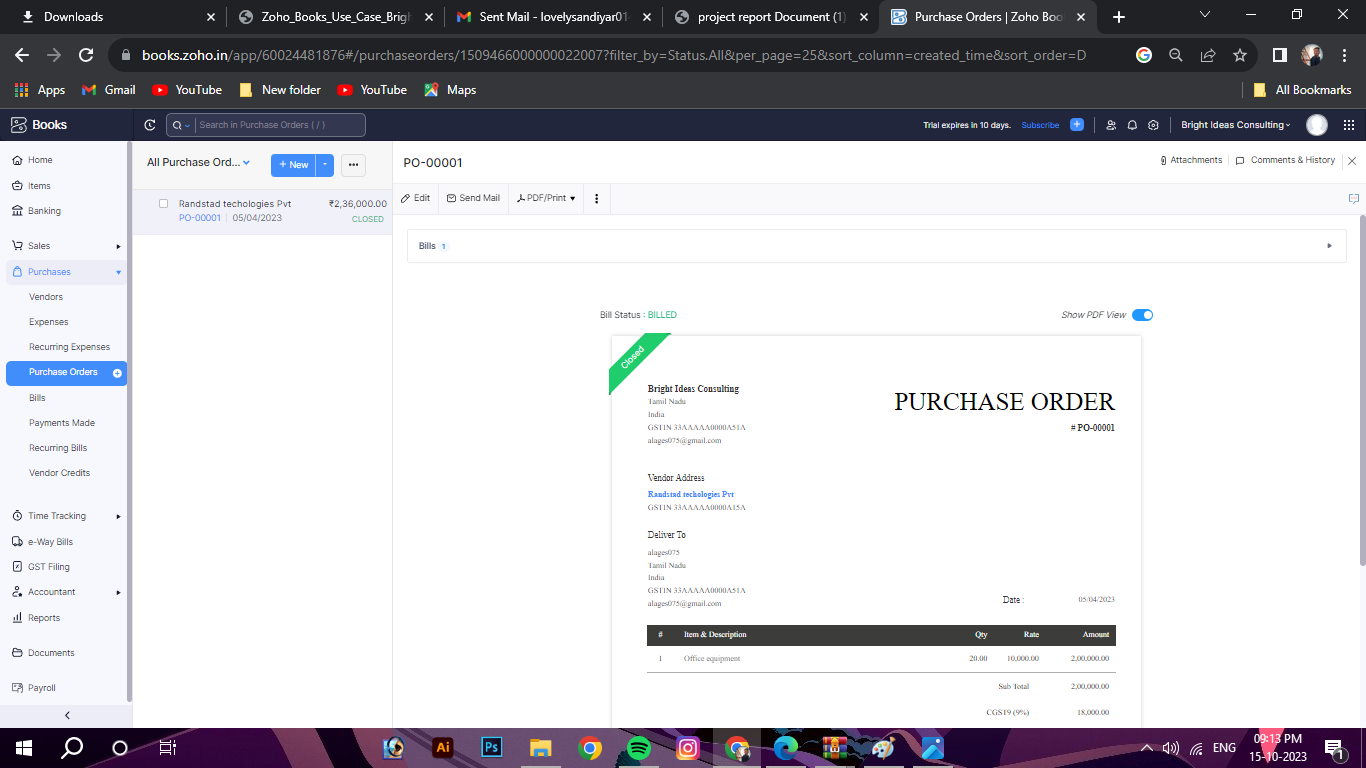 Downloads
Zoho_Books_Use_Case_Brigh
Sent Mail - lovelysandiyar01
project report Document (1)
Purchase Orders | Zoho Boo
books.zoho.in/app/60024481876#/purchaseorders/1509466000000022007?filter_by=Status.All&per_page=25&sort_column=created_time&sort_order=D
Apps
Gmail
YouTube
New folder
YouTube
Maps
All Bookmarks
Books
Search in Purchase Orders ( / )
Trial expires in 10 days.
Subscribe
Bright Ideas Consulting
Home
Items
Banking
Sales
Purchases
Vendors
Expenses
Recurring Expenses
Purchase Orders
Bills
Payments Made
Recurring Bills
Vendor Credits
Time Tracking
e-Way Bills
GST Filing
Accountant
Reports
Documents
Payroll
All Purchase Ord...
+ New
Randstad techologies Pvt ₹2,36,000.00
PO-00001 05/04/2023 CLOSED
PO-00001
Attachments
Comments & History
Edit
Send Mail
PDF/Print
Bills 1
Bill Status : BILLED
Show PDF View
Closed
Bright Ideas Consulting
Tamil Nadu
India
GSTIN 33AAAAA0000A51A
alages075@gmail.com
PURCHASE ORDER
# PO-00001
Vendor Address
Randstad techologies Pvt
GSTIN 33AAAAA0000A15A
Deliver To
alages075
Tamil Nadu
India
GSTIN 33AAAAA0000A51A
alages075@gmail.com
Date : 05/04/2023
# Item & Description Qty Rate Amount
1 Office equipment 20.00 10,000.00 2,00,000.00
Sub Total 2,00,000.00
CGST9 (9%) 18,000.00
Ai
Ps
ENG
09:13 PM
15-10-2023
1